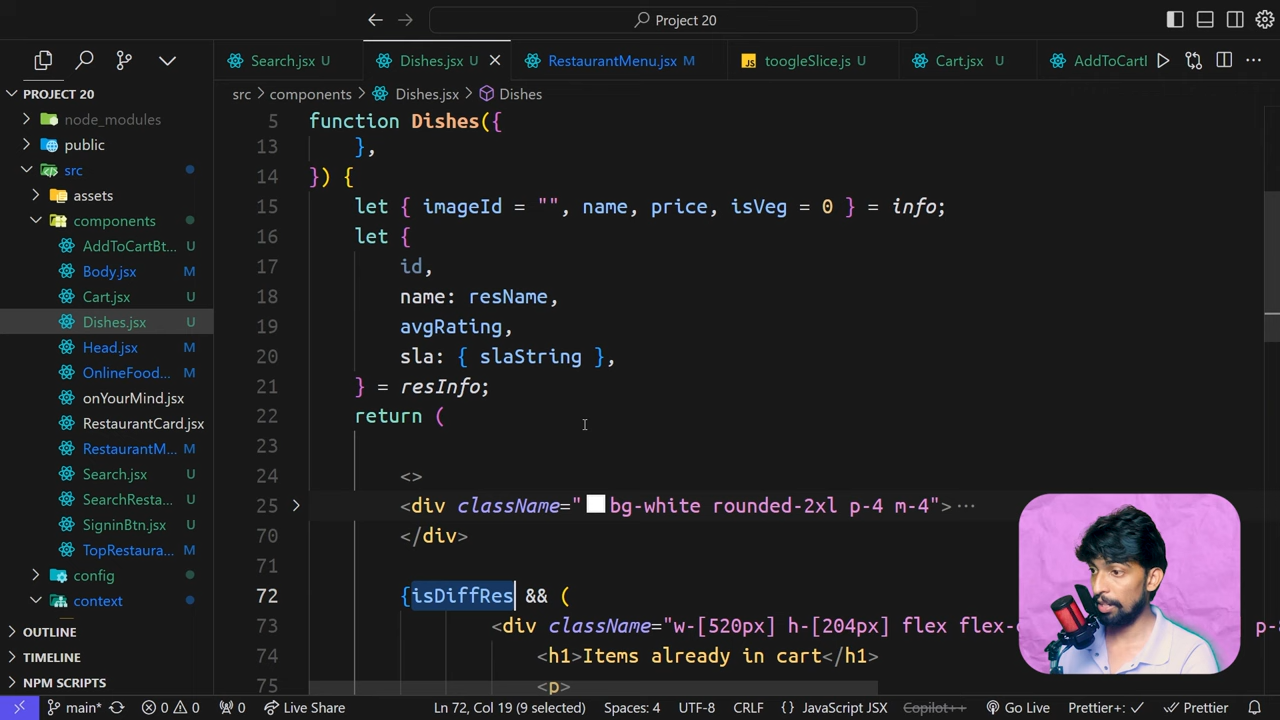 Project 20
Search.jsx U
Dishes.jsx U
RestaurantMenu.jsx M
JS toogleSlice.js U
Cart.jsx U
AddToCartI
PROJECT 20
node_modules
public
src
assets
components
AddToCartBt... U
Body.jsx M
Cart.jsx U
Dishes.jsx U
Head.jsx M
OnlineFood... M
onYourMind.jsx
RestaurantCard.jsx
RestaurantM... M
Search.jsx U
SearchResta... U
SigninBtn.jsx U
TopRestaura... M
config
context
OUTLINE
TIMELINE
NPM SCRIPTS
src > components > Dishes.jsx > Dishes
5 function Dishes({
13 },
14 }) {
15 let { imageId = "", name, price, isVeg = 0 } = info;
16 let {
17 id,
18 name: resName,
19 avgRating,
20 sla: { slaString },
21 } = resInfo;
22 return (
23
24 <>
25 <div className="bg-white rounded-2xl p-4 m-4">...
70 </div>
71
72 {isDiffRes && (
73 <div className="w-[520px] h-[204px] flex flex-c p-8
74 <h1>Items already in cart</h1>
75 <p>
main* 0 0 0 Live Share Ln 72, Col 19 (9 selected) Spaces: 4 UTF-8 CRLF {} JavaScript JSX Copilot++ Go Live Prettier+: Prettier